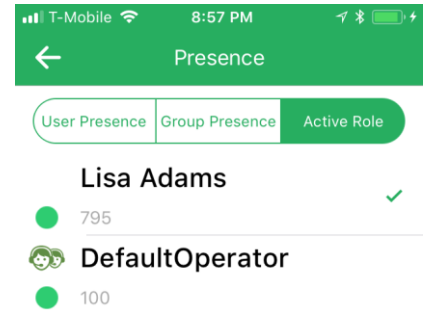 T-Mobile 8:57 PM
Presence
User Presence Group Presence Active Role
Lisa Adams
795
DefaultOperator
100